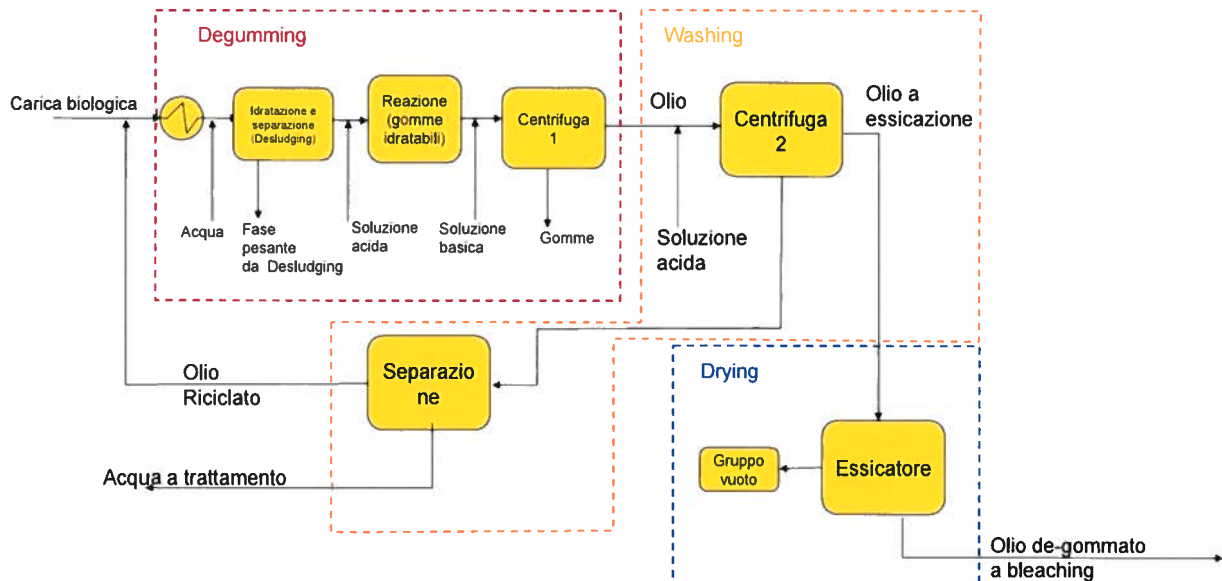 Degumming
Washing
Carica biologica
Idratazione e
separazione
(Desludging)
Reazione
(gomme
idratabili)
Centrifuga
1
Olio
Centrifuga
2
Olio a
essicazione
Acqua
Fase
pesante
da Desludging
Soluzione
acida
Soluzione
basica
Gomme
Soluzione
acida
Separazio
ne
Olio
Riciclato
Acqua a trattamento
Drying
Gruppo
vuoto
Essicatore
Olio de-gommato
a bleaching